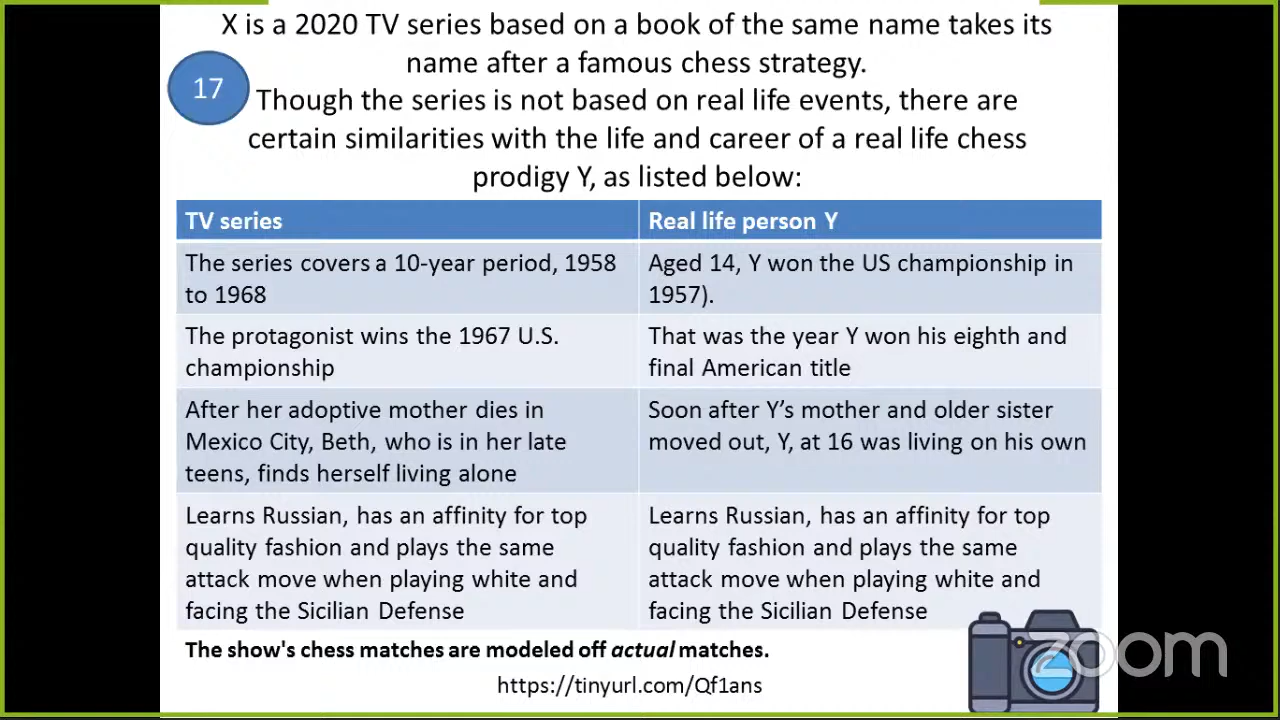 X is a 2020 TV series based on a book of the same name takes its
name after a famous chess strategy.
17
Though the series is not based on real life events, there are
certain similarities with the life and career of a real life chess
prodigy Y, as listed below:
TV series
Real life person Y
The series covers a 10-year period, 1958
to 1968
Aged 14, Y won the US championship in
1957).
The protagonist wins the 1967 U.S.
championship
That was the year Y won his eighth and
final American title
After her adoptive mother dies in
Mexico City, Beth, who is in her late
teens, finds herself living alone
Soon after Y's mother and older sister
moved out, Y, at 16 was living on his own
Learns Russian, has an affinity for top
quality fashion and plays the same
attack move when playing white and
facing the Sicilian Defense
Learns Russian, has an affinity for top
quality fashion and plays the same
attack move when playing white and
facing the Sicilian Defense
The show's chess matches are modeled off actual matches.
https://tinyurl.com/Qf1ans
zoom